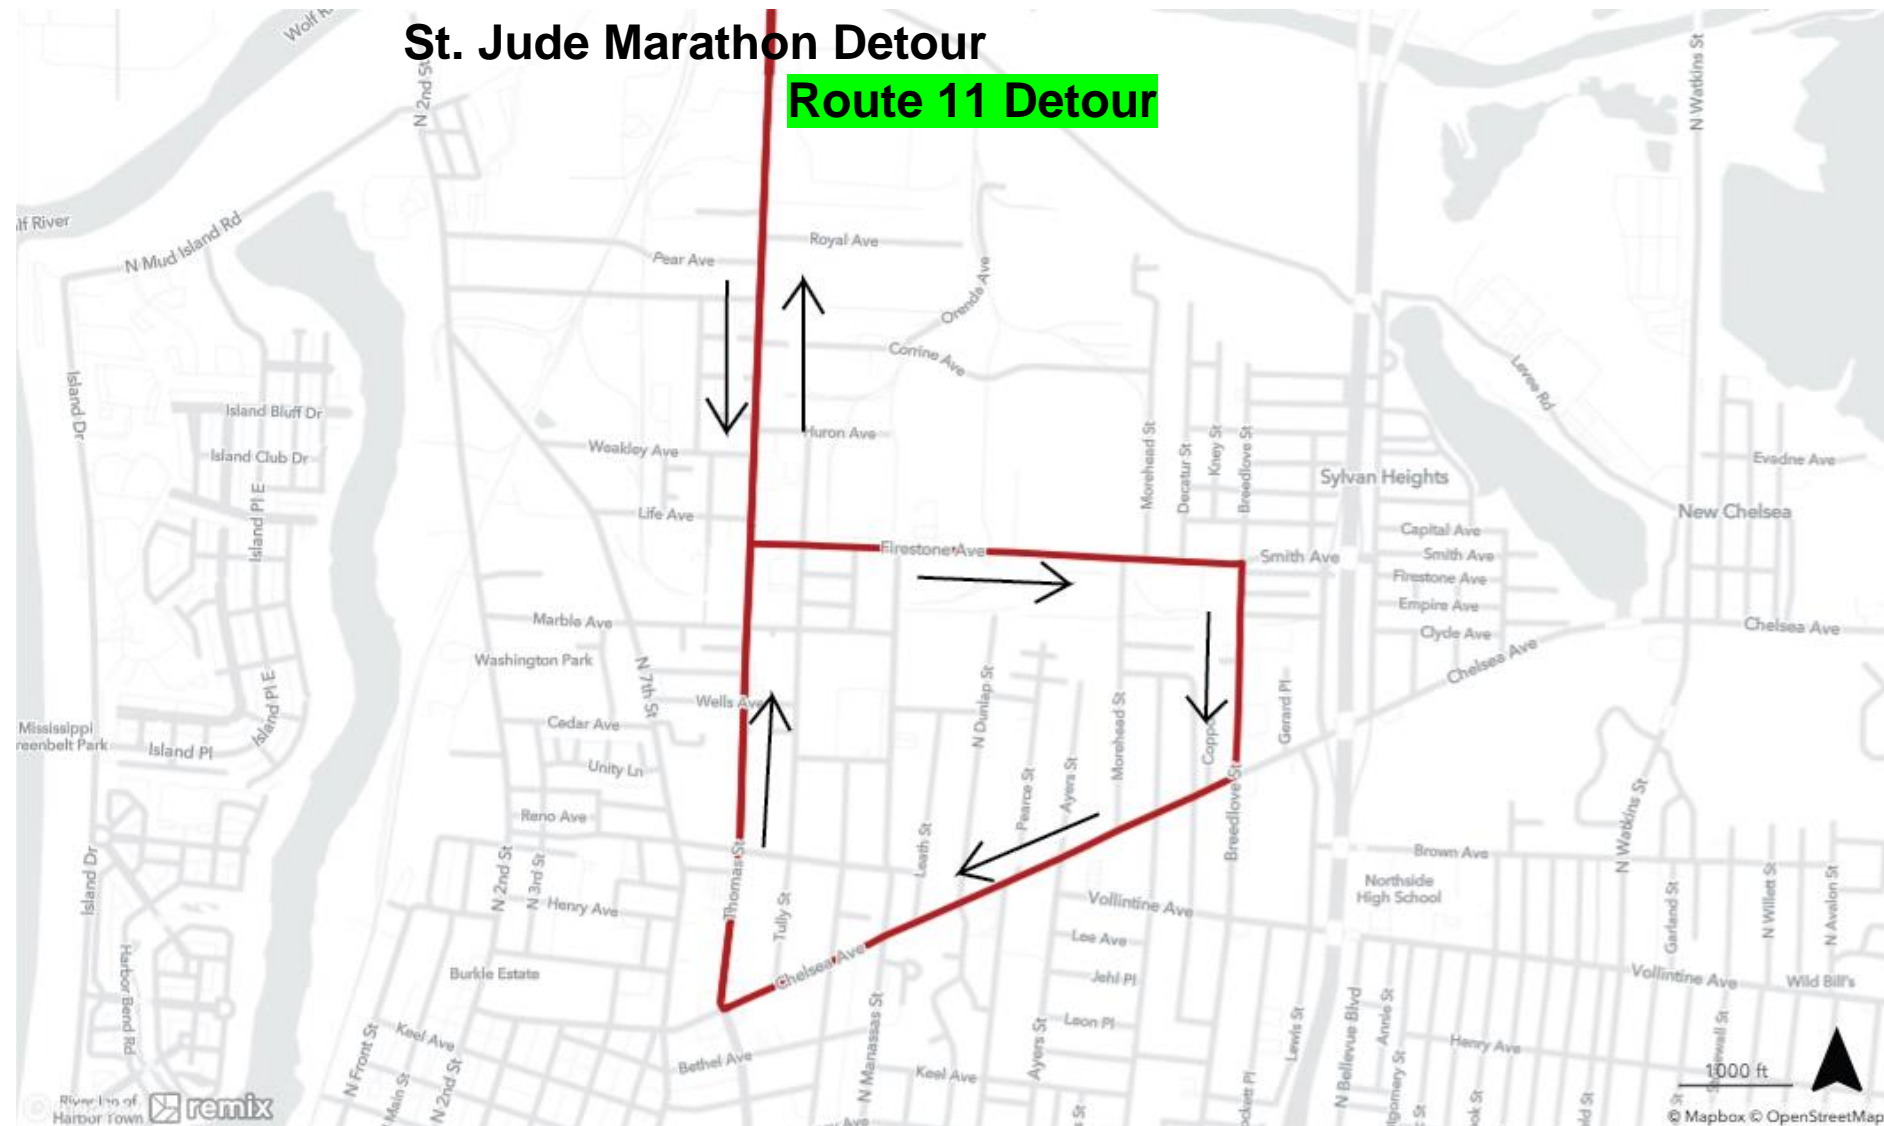 St. Jude Marathon Detour
Route 11 Detour
N 2nd St
N Watkins St
N Mud Island Rd
Royal Ave
Pear Ave
Orenda Ave
Corrine Ave
Levee Rd
Island Dr
Island Bluff Dr
Island Club Dr
Island Pl E
Weakley Ave
Huron Ave
Morehead St
Decatur St
Kney St
Breedlove St
Sylvan Heights
Evadne Ave
New Chelsea
Life Ave
Capital Ave
Firestone Ave
Smith Ave
Smith Ave
Firestone Ave
Empire Ave
Clyde Ave
Chelsea Ave
Chelsea Ave
Marble Ave
Washington Park
N 7th St
Wells Ave
Cedar Ave
Unity Ln
Reno Ave
Island Pl E
Island Pl
Mississippi
N Dunlap St
Pearce St
Ayers St
Morehead St
Gerard Pl
Breedlove St
Leath St
Thomas St
Tully St
Chelsea Ave
Vollintine Ave
Lee Ave
Jehl Pl
Leon Pl
Brown Ave
Northside
High School
N Watkins St
Garland St
N Willett St
N Avalon St
Vollintine Ave
Wild Bill's
N 2nd St
N 3rd St
Henry Ave
Burkle Estate
Island Dr
Harbor Bend Rd
N Front St
Keel Ave
Main St
N 2nd St
Bethel Ave
N Manassas St
Keel Ave
Ayers St
Lewis St
N Bellevue Blvd
Annie St
Henry Ave
1000 ft
Harbor Town
remix
© Mapbox © OpenStreetMap